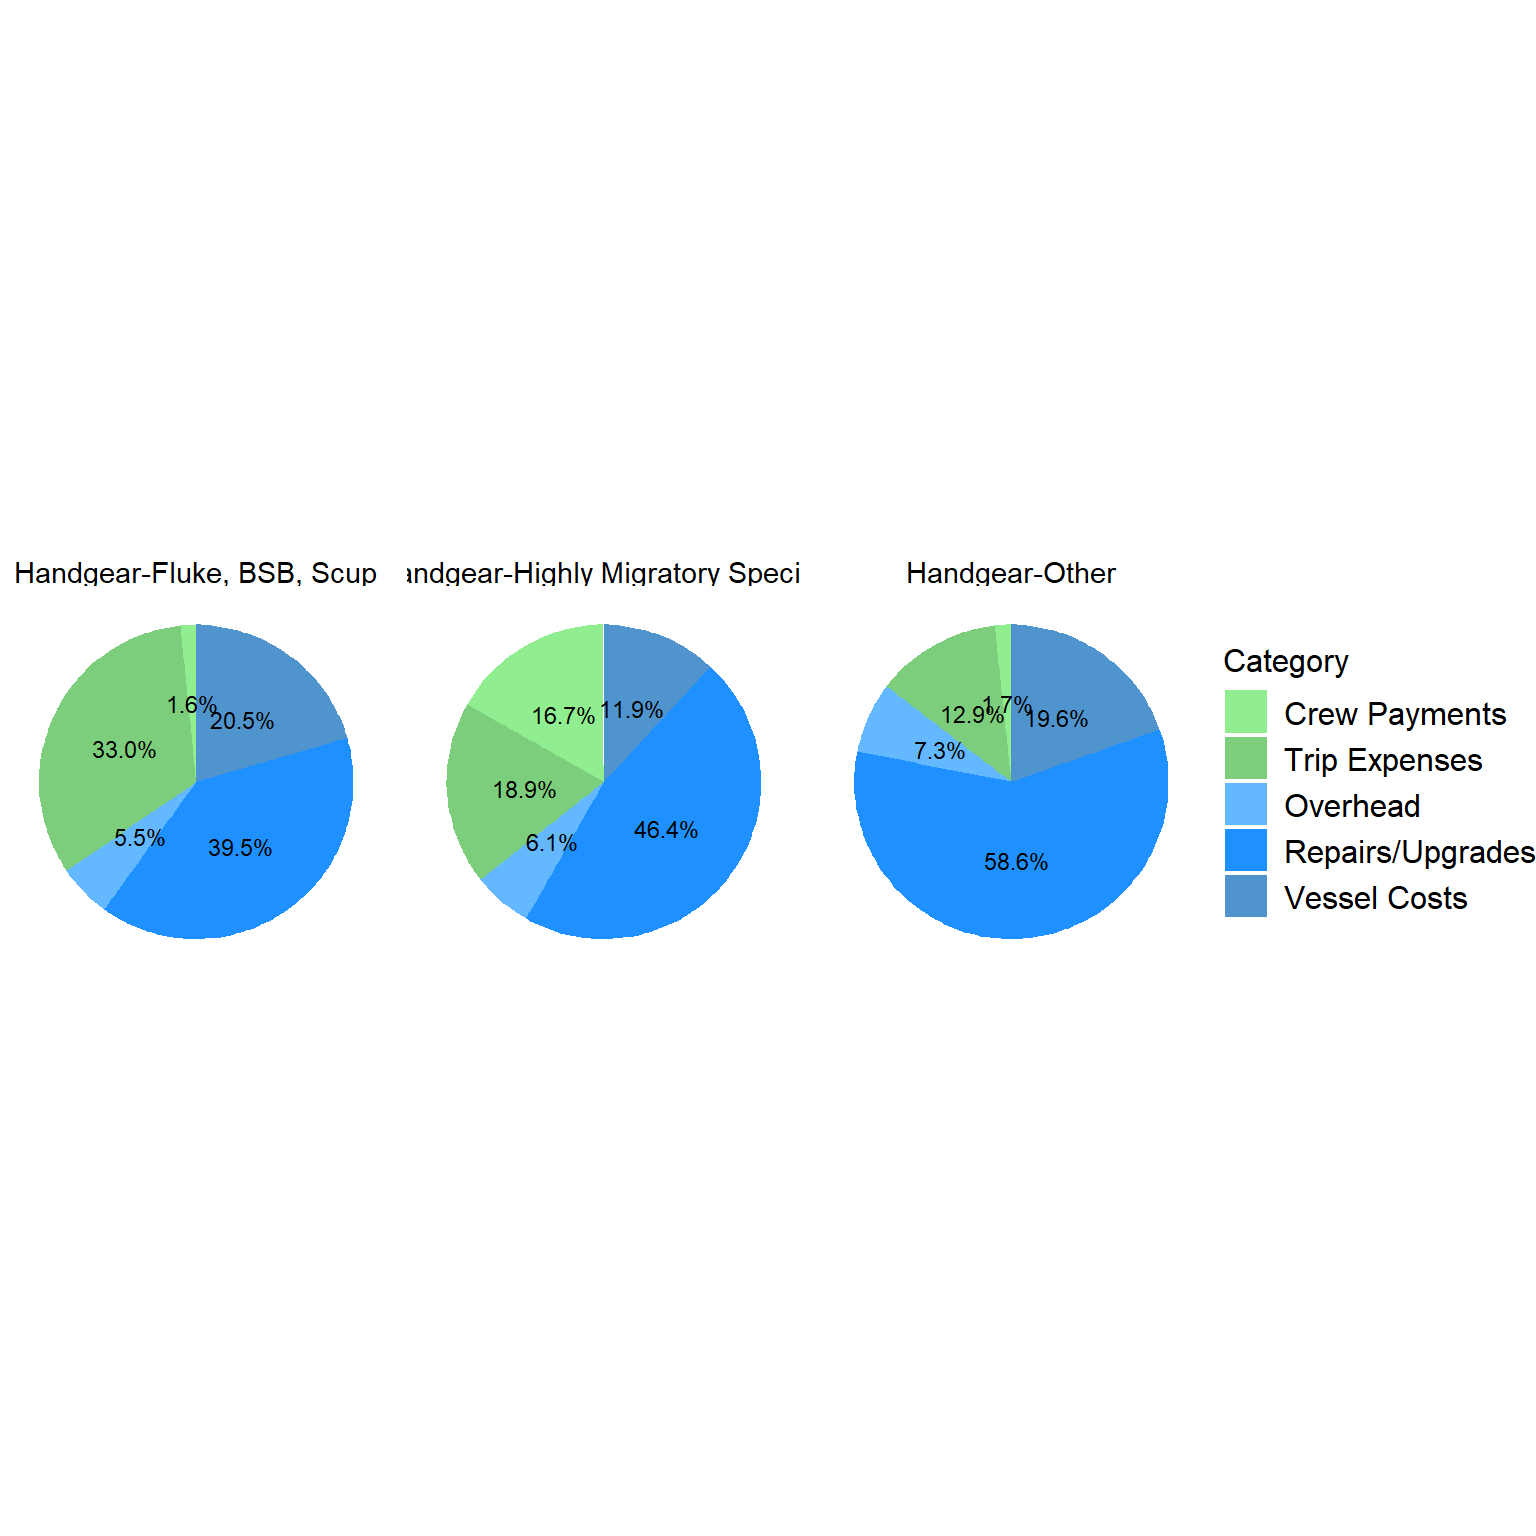 Handgear-Fluke, BSB, Scup
andgear-Highly Migratory Speci
Handgear-Other
1.6%
20.5%
33.0%
5.5%
39.5%
16.7%
11.9%
18.9%
6.1%
46.4%
1.7%
12.9%
19.6%
7.3%
58.6%
Category
Crew Payments
Trip Expenses
Overhead
Repairs/Upgrades
Vessel Costs